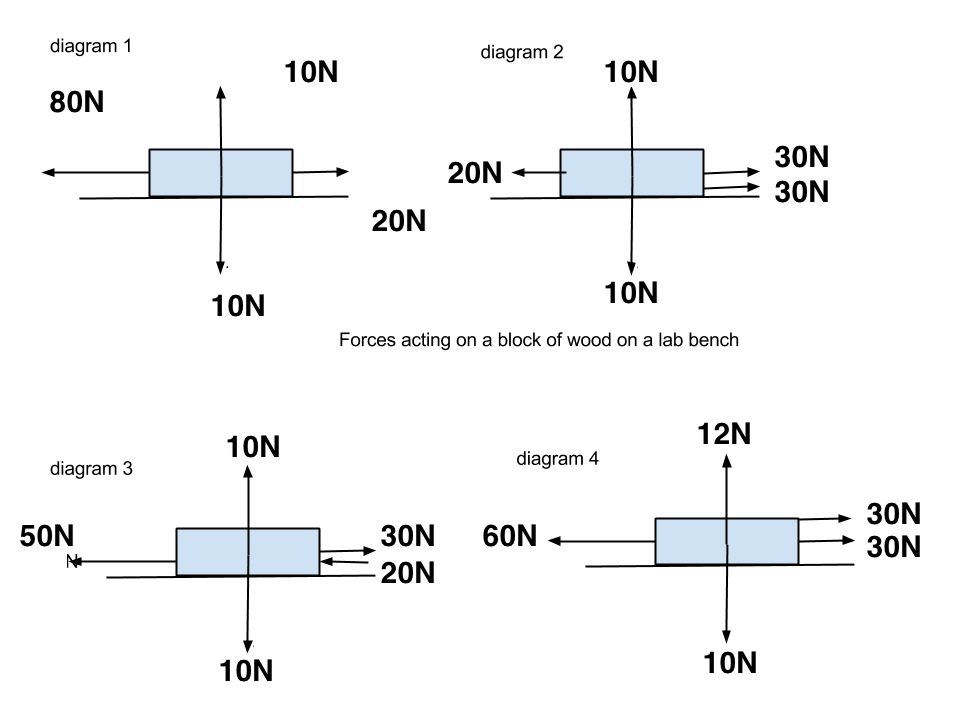 diagram 1
10N
80N
20N
10N
diagram 2
10N
20N
30N
30N
10N
Forces acting on a block of wood on a lab bench
diagram 3
10N
50N
N
30N
20N
10N
diagram 4
12N
60N
30N
30N
10N